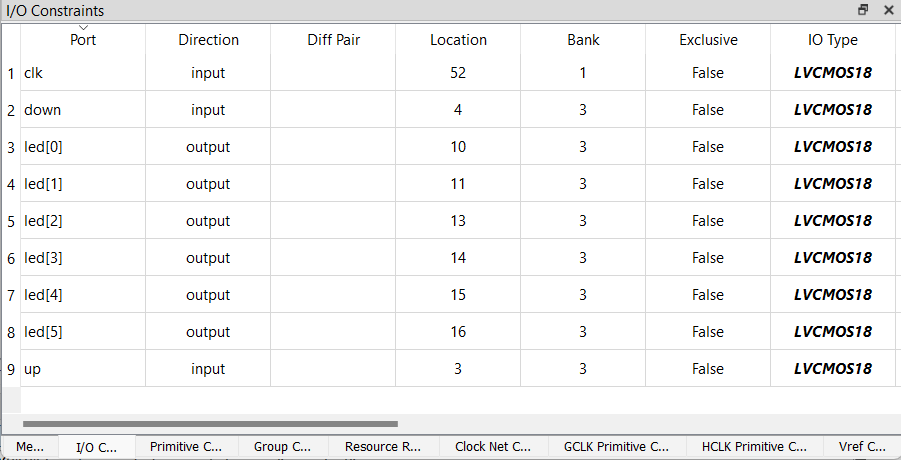 I/O Constraints
Port Direction Diff Pair Location Bank Exclusive IO Type
1 clk input 52 1 False LVCMOS18
2 down input 4 3 False LVCMOS18
3 led[0] output 10 3 False LVCMOS18
4 led[1] output 11 3 False LVCMOS18
5 led[2] output 13 3 False LVCMOS18
6 led[3] output 14 3 False LVCMOS18
7 led[4] output 15 3 False LVCMOS18
8 led[5] output 16 3 False LVCMOS18
9 up input 3 3 False LVCMOS18
Me... I/O C... Primitive C... Group C... Resource R... Clock Net C... GCLK Primitive C... HCLK Primitive C... Vref C...